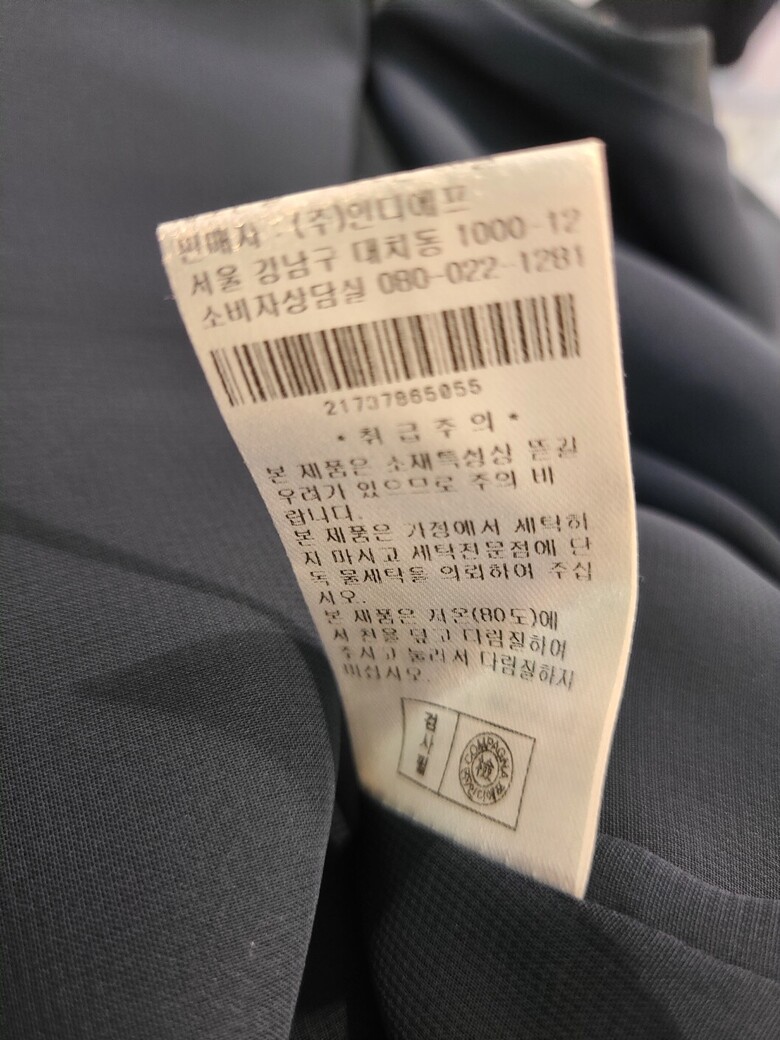 판매자 : (주)인디에프
서울 강남구 대치동 1000-12
소비자상담실 080-022-1281
21737865055
* 취 급 주 의 *
본 제품은 소재특성상 뜯길
우려가 있으므로 주의 비
랍니다.
본 제품은 가정에서 세탁하
지 마시고 세탁전문점에 단
독 물세탁을 의뢰하여 주십
시오.
본 제품은 저온(80도)에
서 천을 덮고 다림질하여
주시고 눌러서 다림질하지
마십시오.
검사필
COMPAGNA
檢